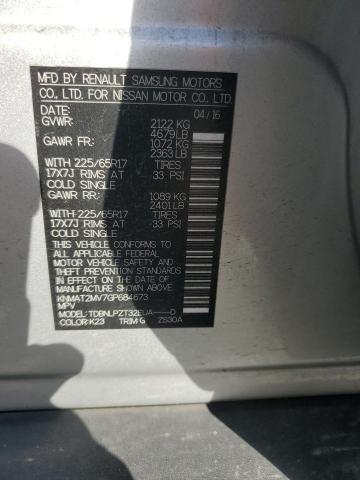 MFD BY RENAULT SAMSUNG MOTORS
CO., LTD. FOR NISSAN MOTOR CO., LTD.
DATE: 04/16
GVWR: 2122 KG
4679LB
GAWR FR: 1072 KG
2363 LB
WITH 225/65R17 TIRES
17X7J RIMS AT 33 PSI
COLD SINGLE
GAWR RR: 1089 KG
2401 LB
WITH 225/65R17 TIRES
17X7J RIMS AT 33 PSI
COLD SINGLE
THIS VEHICLE CONFORMS TO
ALL APPLICABLE FEDERAL
MOTOR VEHICLE SAFETY AND
THEFT PREVENTION STANDARDS
IN EFFECT ON THE DATE OF
MANUFACTURE SHOWN ABOVE.
KNMAT2MV7GP684673
MPV
MODEL: TDBNLPZT32EUA----D
COLOR: K23 TRIM: G ZS30A